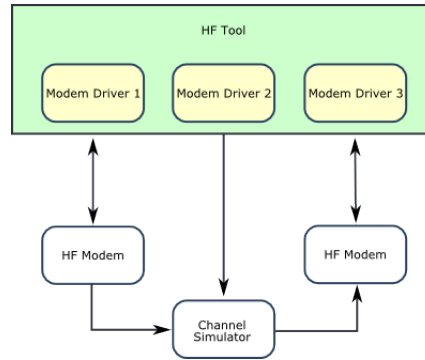 HF Tool
Modem Driver 1
Modem Driver 2
Modem Driver 3
HF Modem
HF Modem
Channel
Simulator